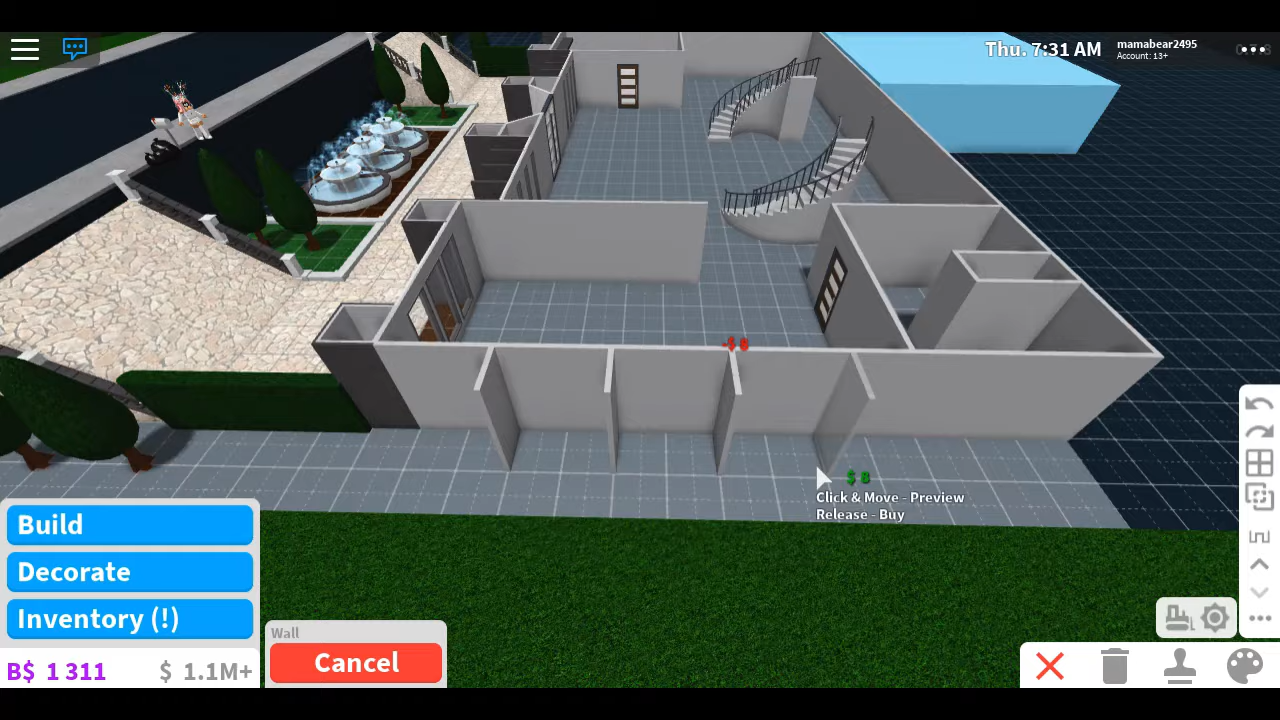 Thu. 7:31 AM
mamabear2495
Account: 13+
-$ 8
$ 8
Click & Move - Preview
Release - Buy
Build
Decorate
Inventory (!)
B$ 1 311
$ 1.1M+
Wall
Cancel